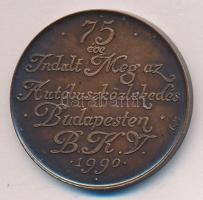 75
éve
Indult Meg az
Autóbuszközlekedés
Budapesten
B.K.V
·1990·